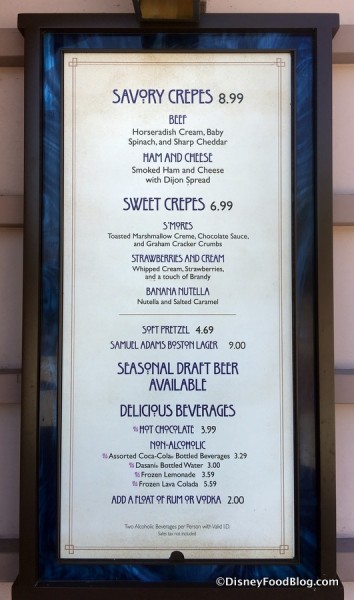 SAVORY CREPES 8.99
BEEF
Horseradish Cream, Baby
Spinach, and Sharp Cheddar
HAM AND CHEESE
Smoked Ham and Cheese
with Dijon Spread
SWEET CREPES 6.99
S'MORES
Toasted Marshmallow Creme, Chocolate Sauce,
and Graham Cracker Crumbs
STRAWBERRIES AND CREAM
Whipped Cream, Strawberries,
and a touch of Brandy
BANANA NUTELLA
Nutella and Salted Caramel
SOFT PRETZEL 4.69
SAMUEL ADAMS BOSTON LAGER 9.00
SEASONAL DRAFT BEER
AVAILABLE
DELICIOUS BEVERAGES
HOT CHOCOLATE 3.99
NON-ALCOHOLIC
Assorted Coca-Cola® Bottled Beverages 3.29
Dasani® Bottled Water 3.00
Frozen Lemonade 3.59
Frozen Lava Colada 5.59
ADD A FLOAT OF RUM OR VODKA 2.00
Two Alcoholic Beverages per Person with Valid I.D.
Sales tax not included
©DisneyFoodBlog.com